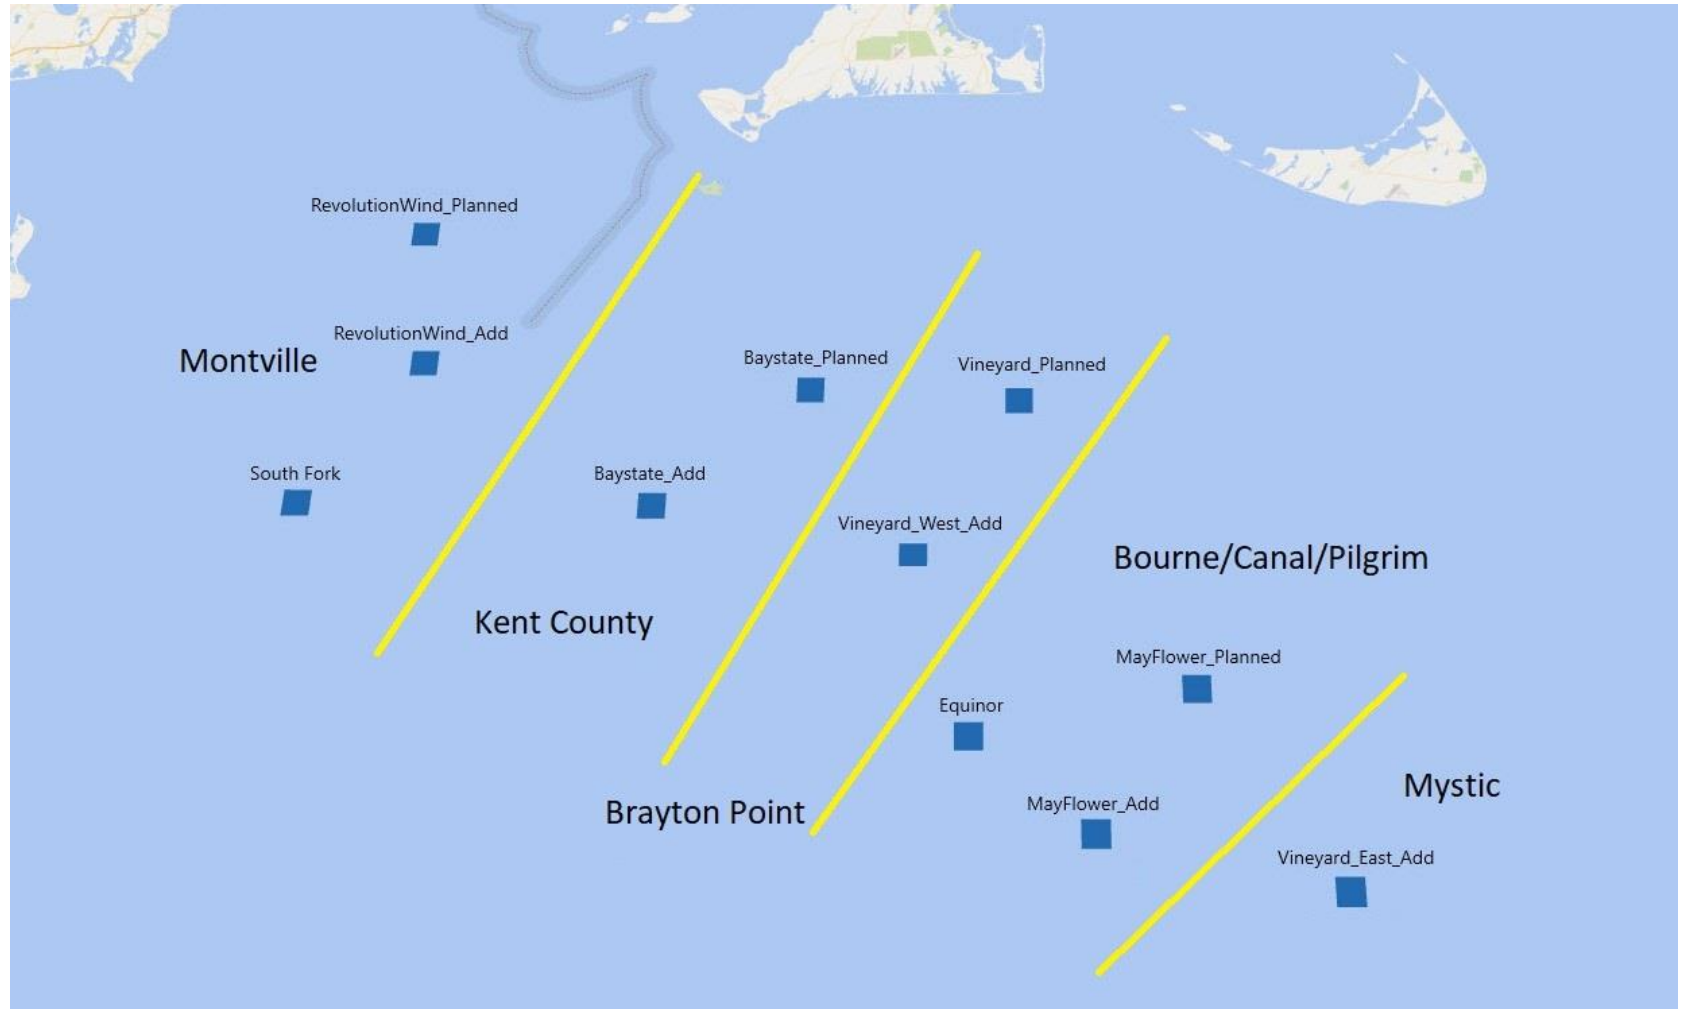 RevolutionWind_Planned
RevolutionWind_Add
Montville
Baystate_Planned
Vineyard_Planned
South Fork
Baystate_Add
Vineyard_West_Add
Bourne/Canal/Pilgrim
Kent County
MayFlower_Planned
Equinor
Mystic
Brayton Point
MayFlower_Add
Vineyard_East_Add